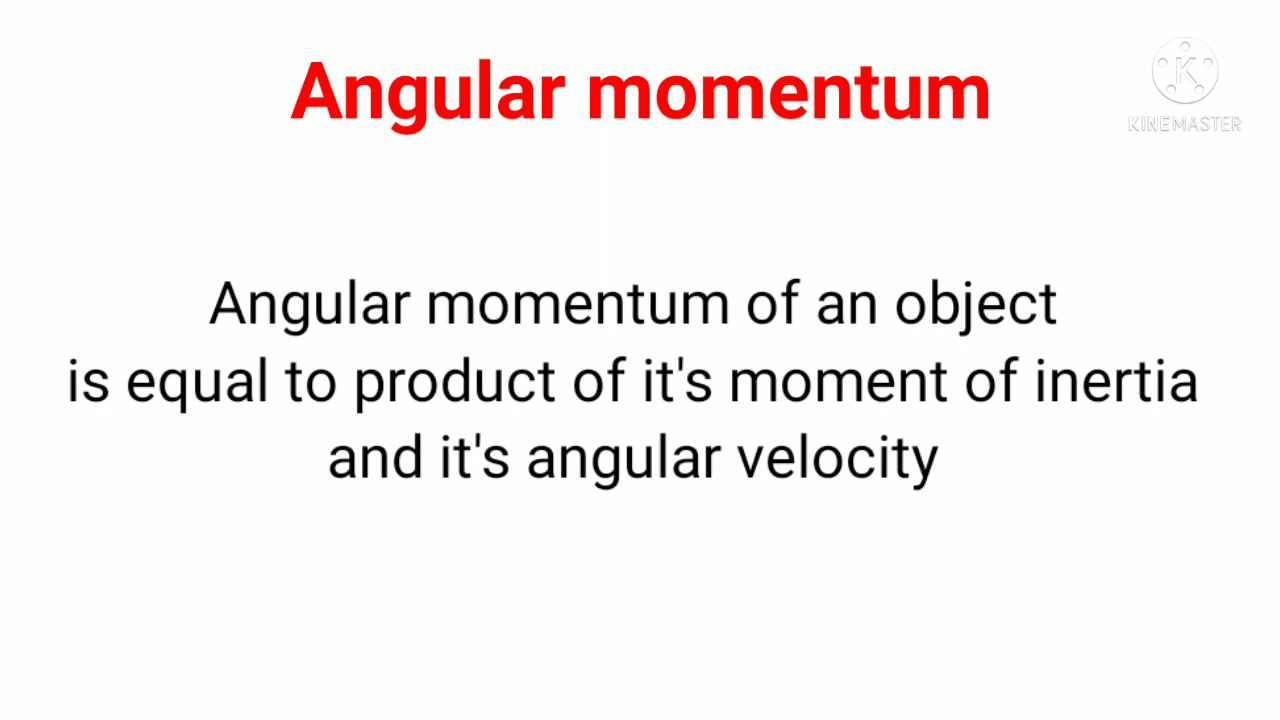 Angular momentum
KINEMASTER
Angular momentum of an object
is equal to product of it's moment of inertia
and it's angular velocity